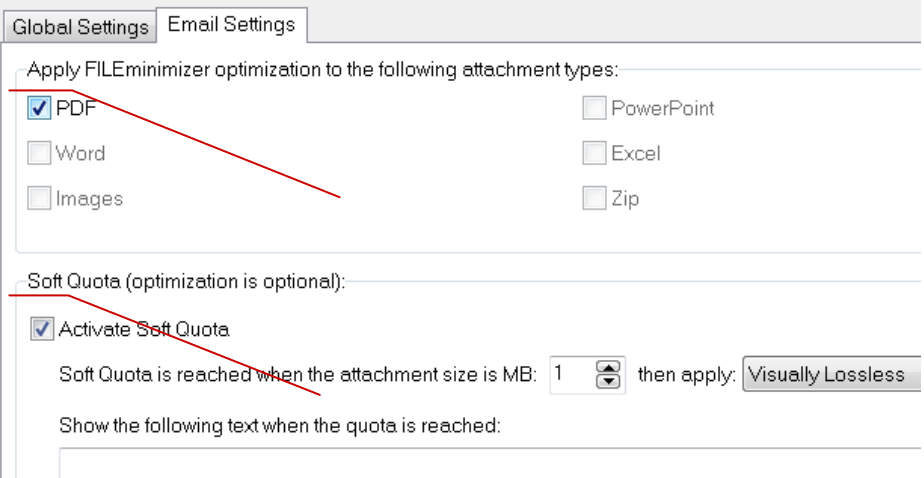 Global Settings Email Settings
Apply FILEminimizer optimization to the following attachment types:
PDF PowerPoint
Word Excel
Images Zip
Soft Quota (optimization is optional):
Activate Soft Quota
Soft Quota is reached when the attachment size is MB: 1 then apply: Visually Lossless
Show the following text when the quota is reached: